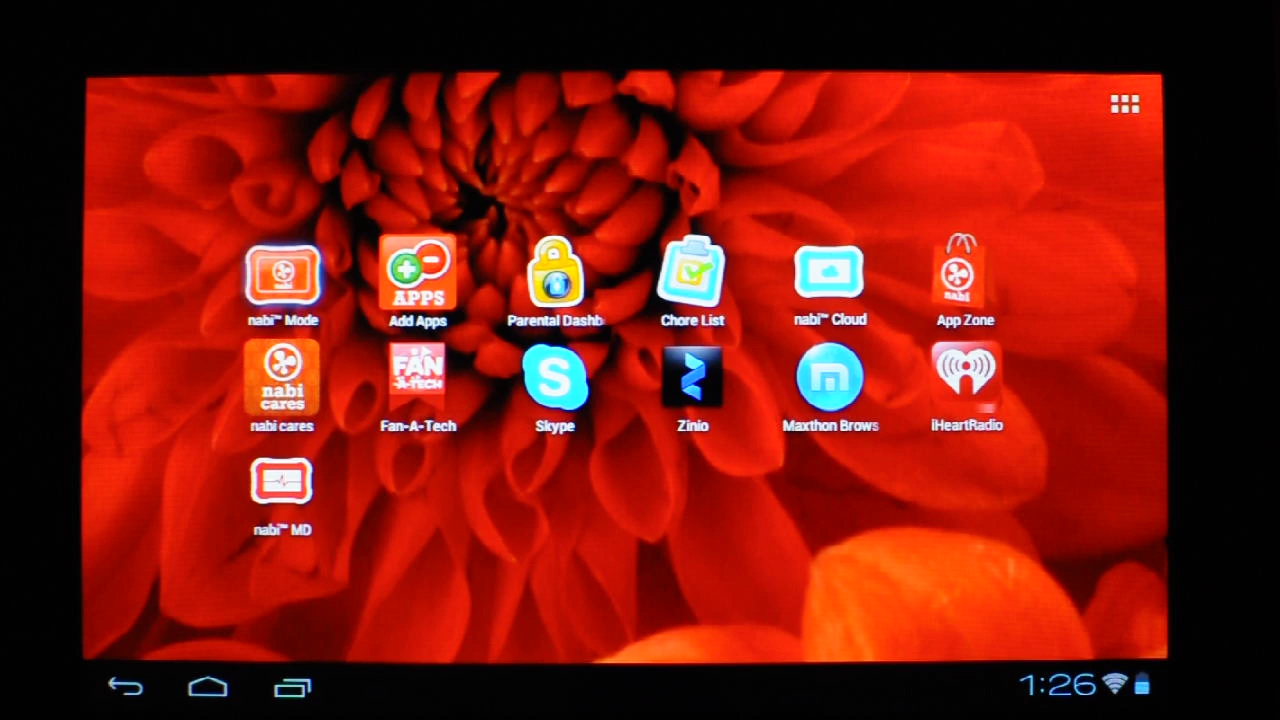 nabi
nabi™ Mode
APPS
Add Apps
Parental Dashb
Chore List
nabi™ Cloud
nabi
App Zone
nabi
cares
nabi cares
FAN
-A-TECH
Fan-A-Tech
S
Skype
Zinio
m
Maxthon Brows
iHeartRadio
nabi™ MD
1:26